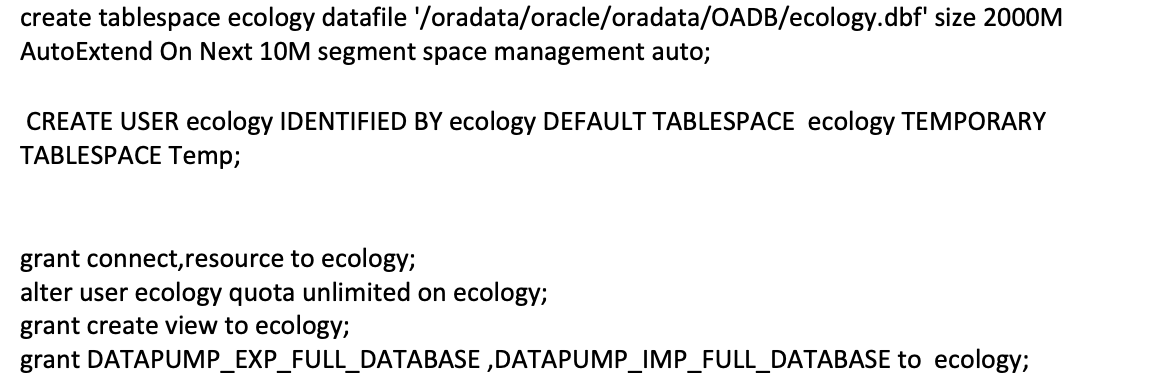 create tablespace ecology datafile '/oradata/oracle/oradata/OADB/ecology.dbf' size 2000M
AutoExtend On Next 10M segment space management auto;
CREATE USER ecology IDENTIFIED BY ecology DEFAULT TABLESPACE  ecology TEMPORARY
TABLESPACE Temp;
grant connect,resource to ecology;
alter user ecology quota unlimited on ecology;
grant create view to ecology;
grant DATAPUMP_EXP_FULL_DATABASE ,DATAPUMP_IMP_FULL_DATABASE to  ecology;